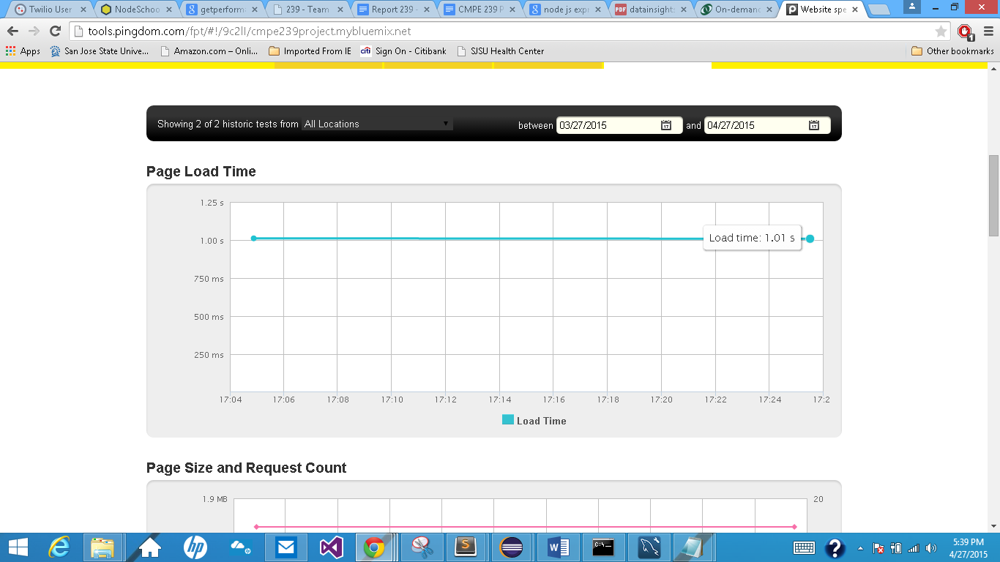 Twilio User
NodeSchoo
getperform
239 - Team
Report 239 -
CMPE 239 P
node js exp
datainsight
On-deman
Website spe
tools.pingdom.com/fpt/#!/9c2lI/cmpe239project.mybluemix.net
Apps
San Jose State Unive...
Amazon.com – Onli...
Imported From IE
citi
Sign On - Citibank
SJSU Health Center
Other bookmarks
Showing 2 of 2 historic tests from All Locations between 03/27/2015 and 04/27/2015
Page Load Time
1.25 s
1.00 s
750 ms
500 ms
250 ms
Load time: 1.01 s
17:04 17:06 17:08 17:10 17:12 17:14 17:16 17:18 17:20 17:22 17:24 17:2
Load Time
Page Size and Request Count
1.9 MB
20
5:39 PM
4/27/2015